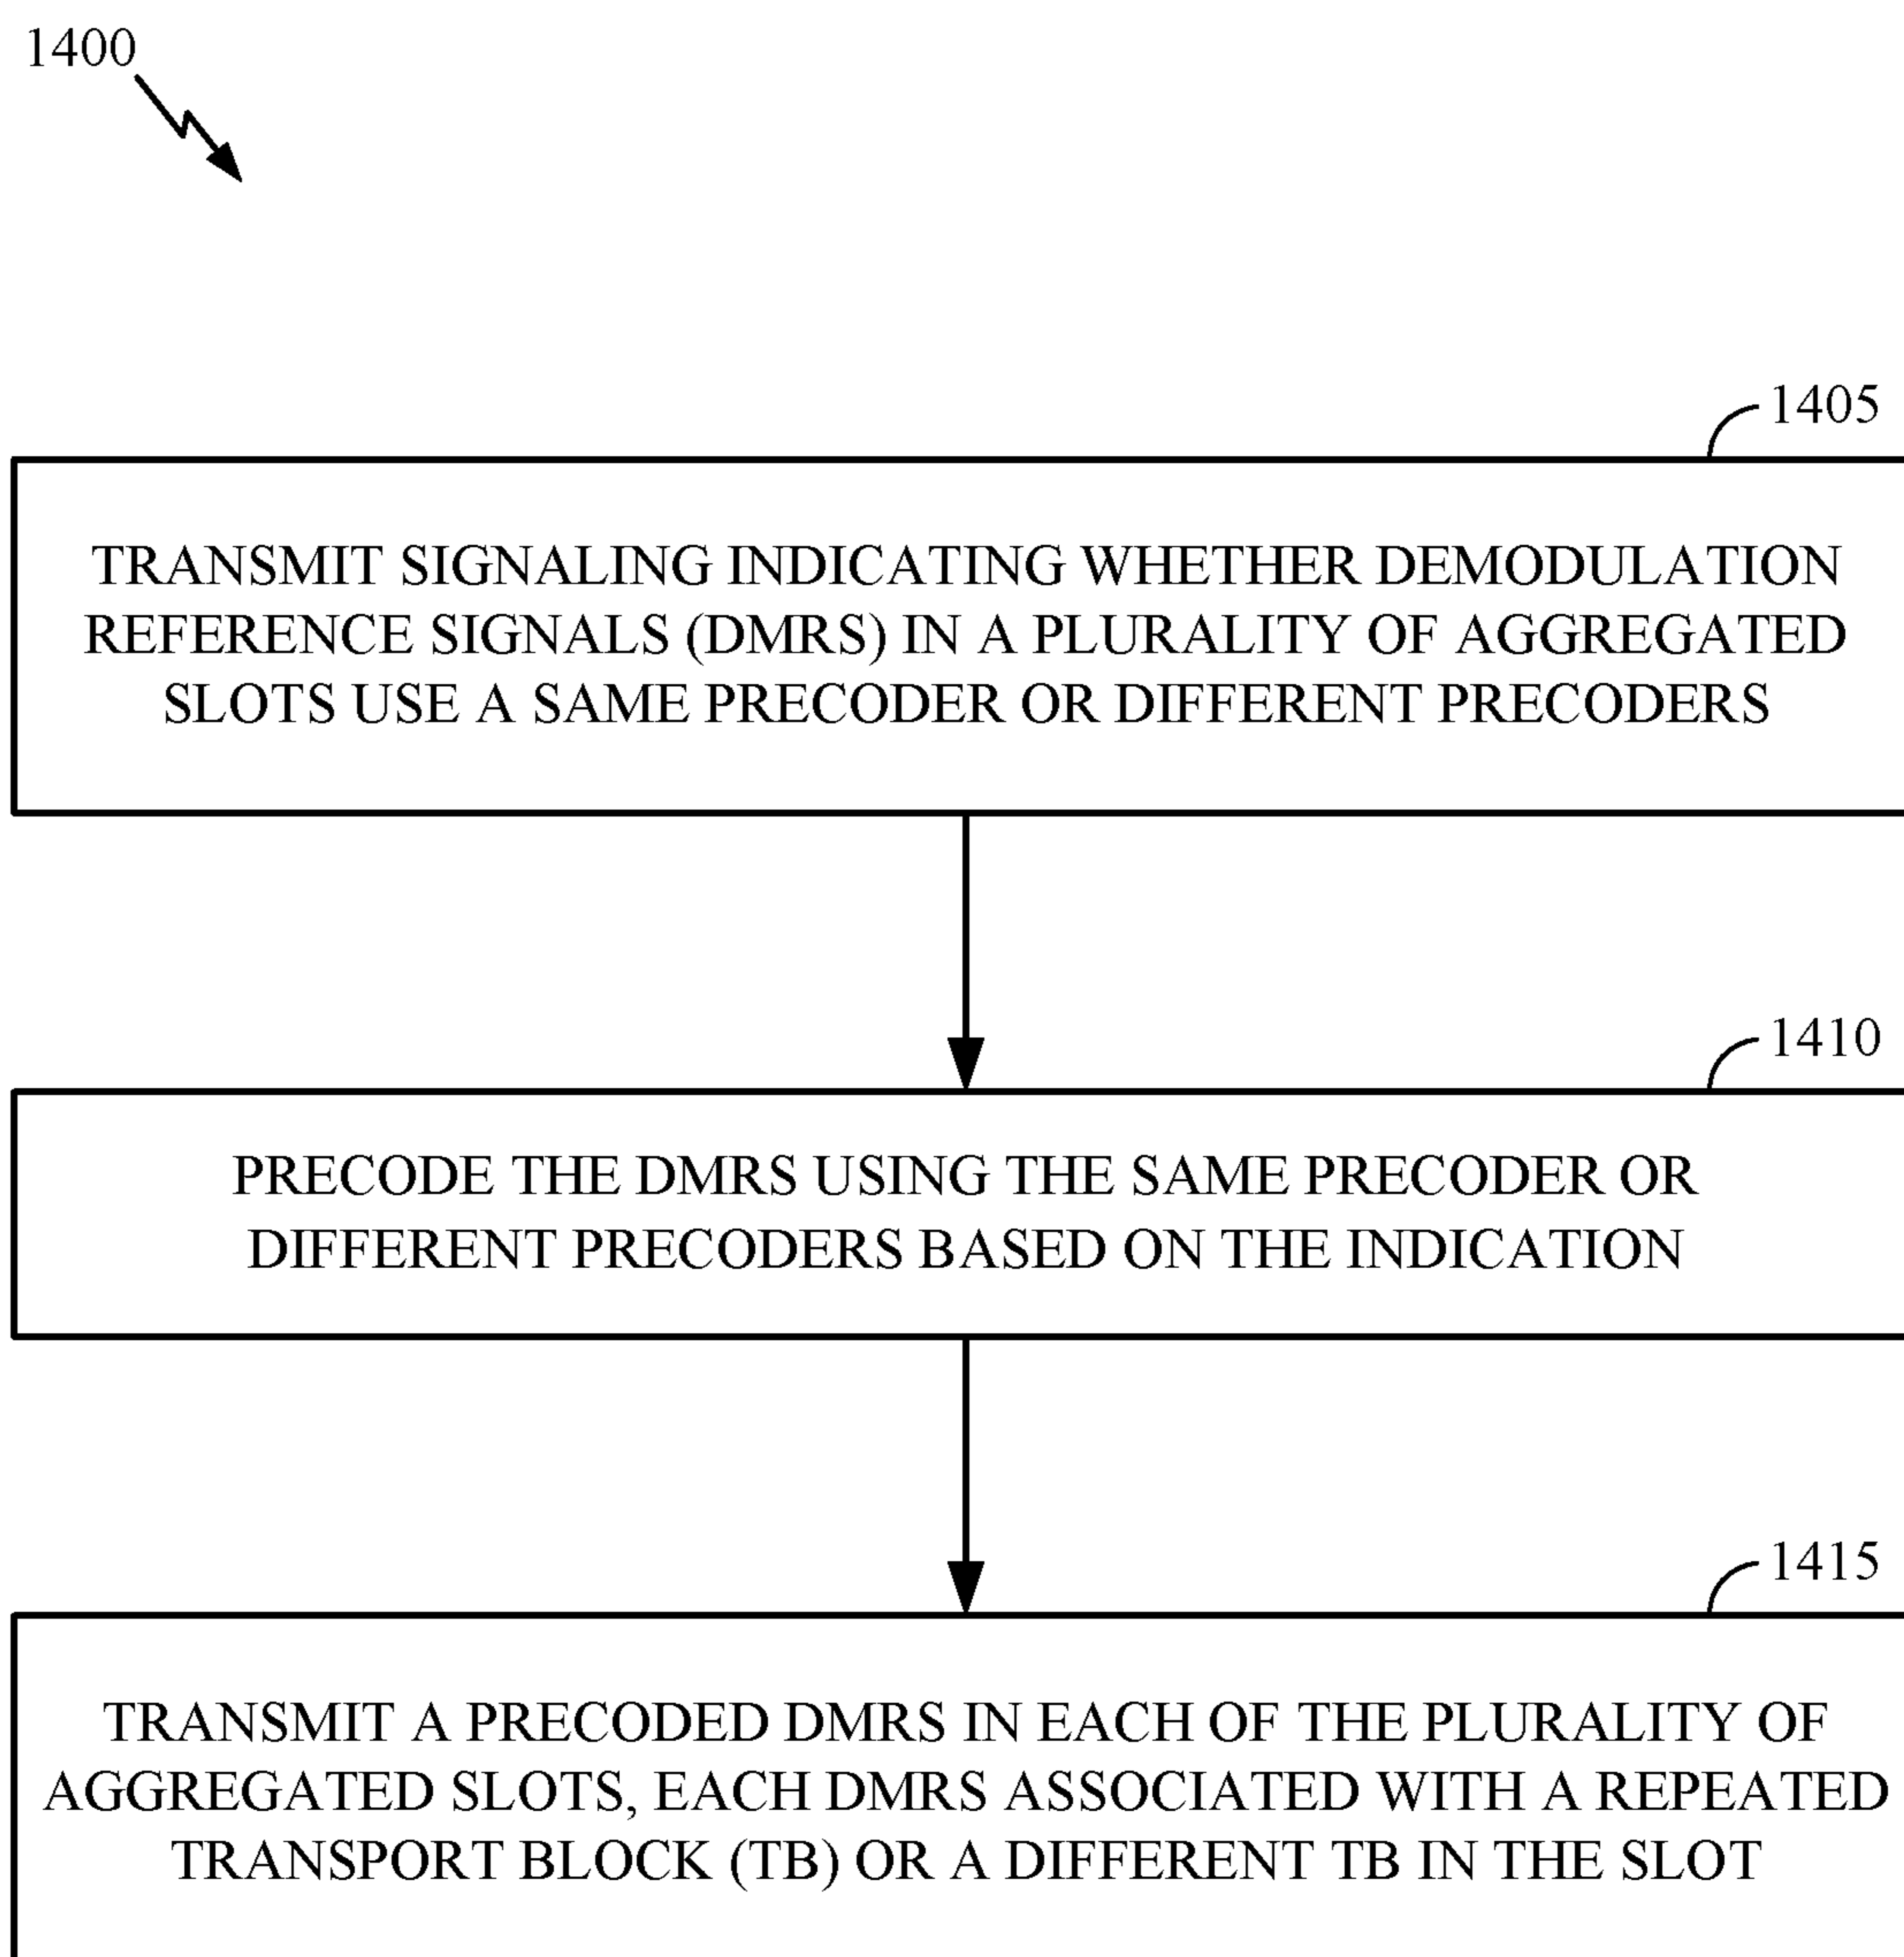 1400
1405
TRANSMIT SIGNALING INDICATING WHETHER DEMODULATION
REFERENCE SIGNALS (DMRS) IN A PLURALITY OF AGGREGATED
SLOTS USE A SAME PRECODER OR DIFFERENT PRECODERS
1410
PRECODE THE DMRS USING THE SAME PRECODER OR
DIFFERENT PRECODERS BASED ON THE INDICATION
1415
TRANSMIT A PRECODED DMRS IN EACH OF THE PLURALITY OF
AGGREGATED SLOTS, EACH DMRS ASSOCIATED WITH A REPEATED
TRANSPORT BLOCK (TB) OR A DIFFERENT TB IN THE SLOT